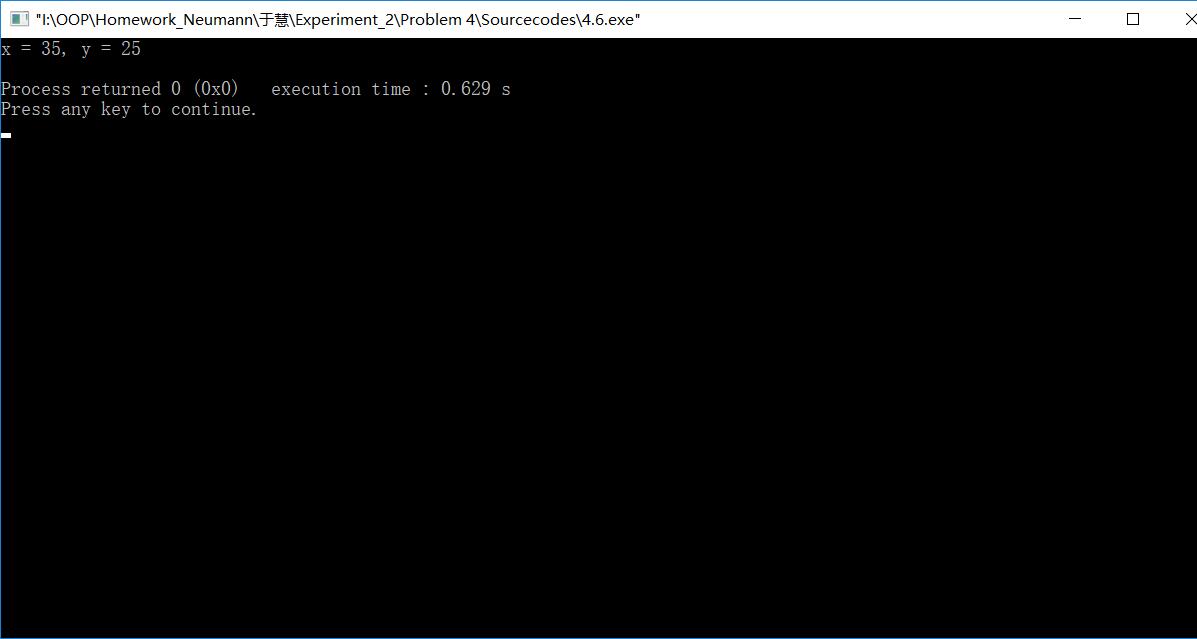 "I:\OOP\Homework_Neumann\于慧\Experiment_2\Problem 4\Sourcecodes\4.6.exe"
x = 35, y = 25
Process returned 0 (0x0)   execution time : 0.629 s
Press any key to continue.